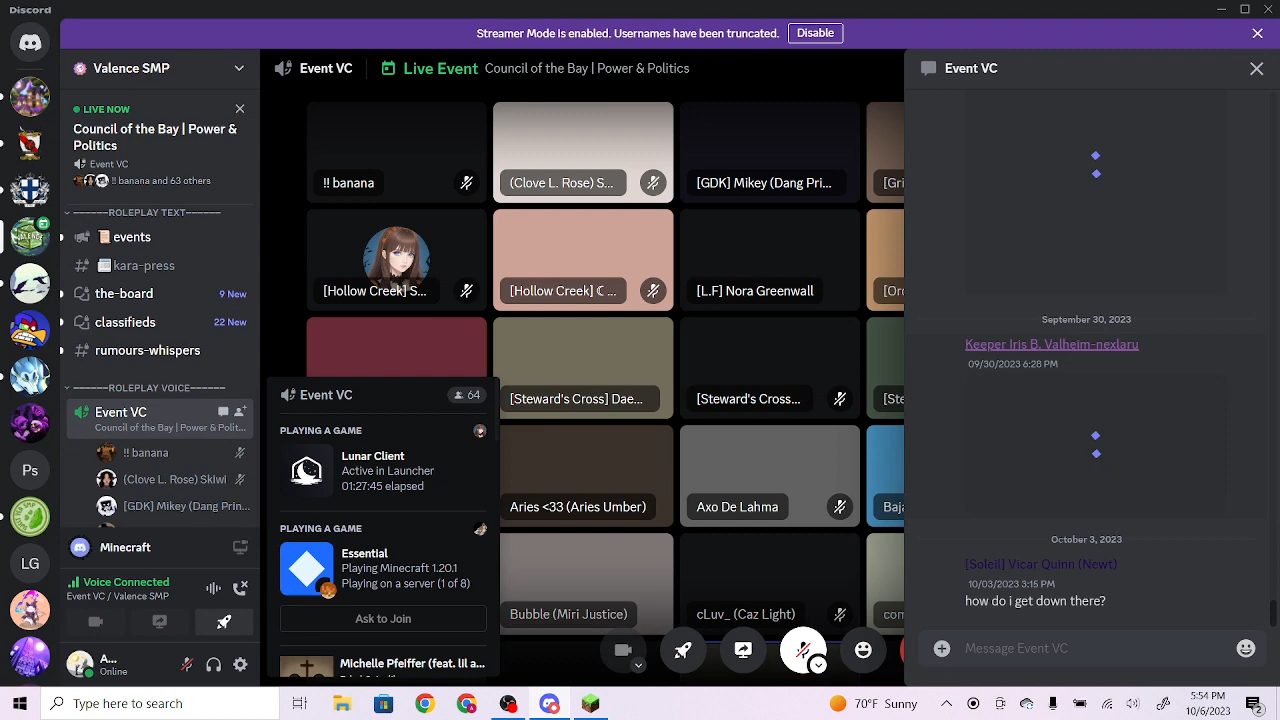 Discord
Streamer Mode is enabled. Usernames have been truncated.
Disable
Valence SMP
LIVE NOW
Council of the Bay | Power &
Politics
Event VC
!! banana and 63 others
ROLEPLAY TEXT
events
kara-press
the-board
9 New
classifieds
22 New
rumours-whispers
ROLEPLAY VOICE
Event VC
Council of the Bay | Power & Polit...
!! banana
(Clove L. Rose) Sklwl
[GDK] Mikey (Dang Prin...
Minecraft
Voice Connected
Event VC / Valence SMP
A...
Online
Ps
LG
Event VC
Live Event
Council of the Bay | Power & Politics
!! banana
(Clove L. Rose) S...
[GDK] Mikey (Dang Pri...
[Gri
[Hollow Creek] S...
[Hollow Creek] ☾ ...
[L.F] Nora Greenwall
[Ord
[Steward's Cross] Dae...
[Steward's Cross...
[Ste
Aries <33 (Aries Umber)
Axo De Lahma
Baja
Bubble (Miri Justice)
cLuv_ (Caz Light)
com
Event VC
64
PLAYING A GAME
Lunar Client
Active in Launcher
01:27:45 elapsed
PLAYING A GAME
Essential
Playing Minecraft 1.20.1
Playing on a server (1 of 8)
Ask to Join
Michelle Pfeiffer (feat. lil a...
Event VC
September 30, 2023
Keeper Iris B. Valheim-nexlaru
09/30/2023 6:28 PM
October 3, 2023
[Soleil] Vicar Quinn (Newt)
10/03/2023 3:15 PM
how do i get down there?
Message Event VC
Type here to search
70°F Sunny
5:54 PM
10/6/2023
2